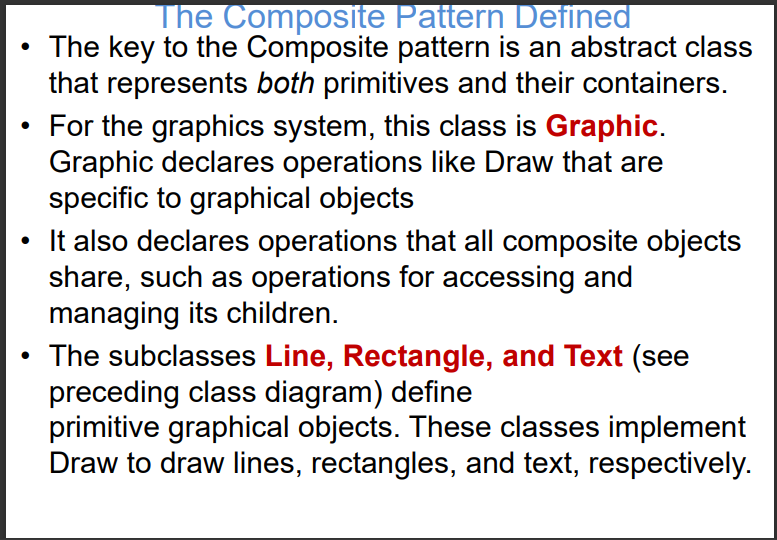 The Composite Pattern Defined
• The key to the Composite pattern is an abstract class
that represents both primitives and their containers.
• For the graphics system, this class is Graphic.
Graphic declares operations like Draw that are
specific to graphical objects
• It also declares operations that all composite objects
share, such as operations for accessing and
managing its children.
• The subclasses Line, Rectangle, and Text (see
preceding class diagram) define
primitive graphical objects. These classes implement
Draw to draw lines, rectangles, and text, respectively.